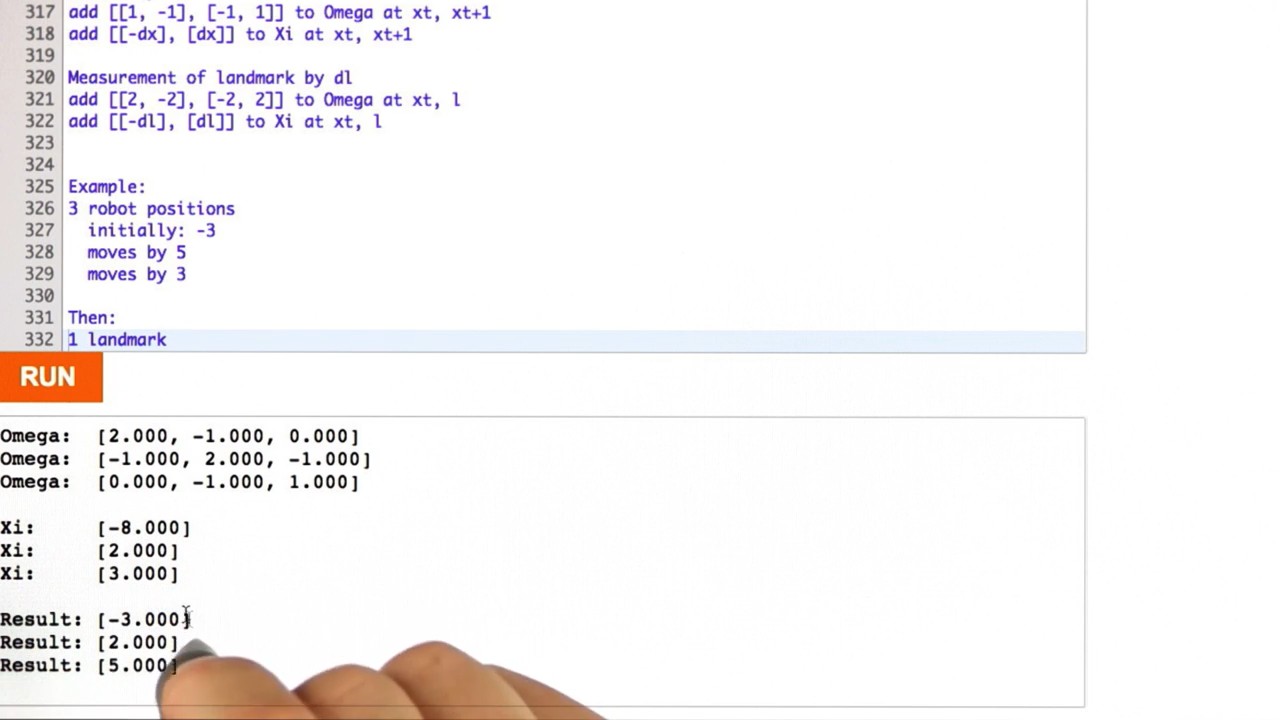 317 add [[1, -1], [-1, 1]] to Omega at xt, xt+1
318 add [[-dx], [dx]] to Xi at xt, xt+1
319
320 Measurement of landmark by dl
321 add [[2, -2], [-2, 2]] to Omega at xt, l
322 add [[-dl], [dl]] to Xi at xt, l
323
324
325 Example:
326 3 robot positions
327 initially: -3
328 moves by 5
329 moves by 3
330
331 Then:
332 1 landmark
RUN
Omega: [2.000, -1.000, 0.000]
Omega: [-1.000, 2.000, -1.000]
Omega: [0.000, -1.000, 1.000]
Xi: [-8.000]
Xi: [2.000]
Xi: [3.000]
Result: [-3.000]
Result: [2.000]
Result: [5.000]